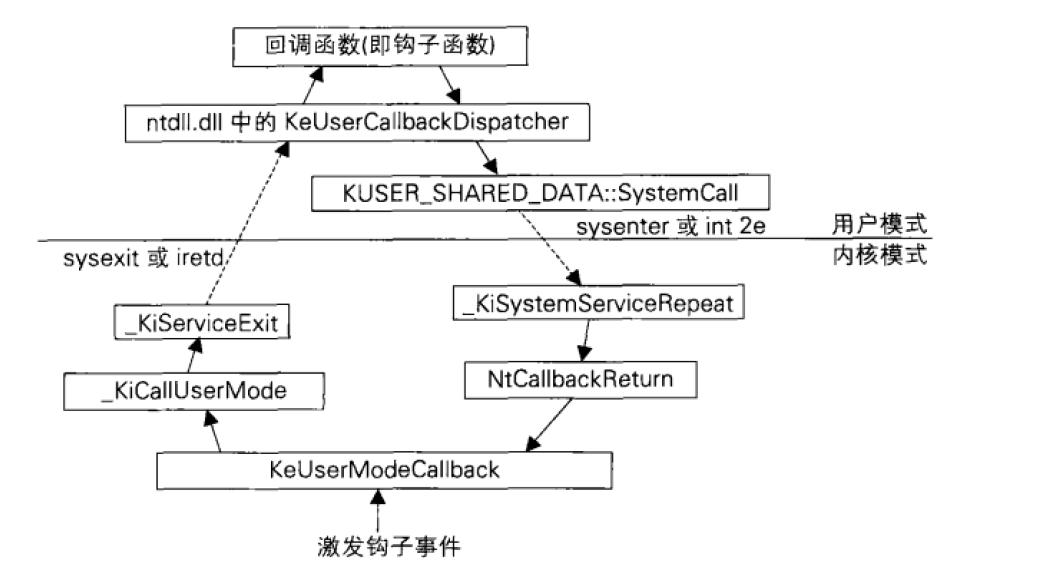 回调函数(即钩子函数)
ntdll.dll 中的 KeUserCallbackDispatcher
KUSER_SHARED_DATA::SystemCall
sysenter 或 int 2e
用户模式
sysexit 或 iretd
内核模式
_KiServiceExit
_KiSystemServiceRepeat
_KiCallUserMode
NtCallbackReturn
KeUserModeCallback
激发钩子事件